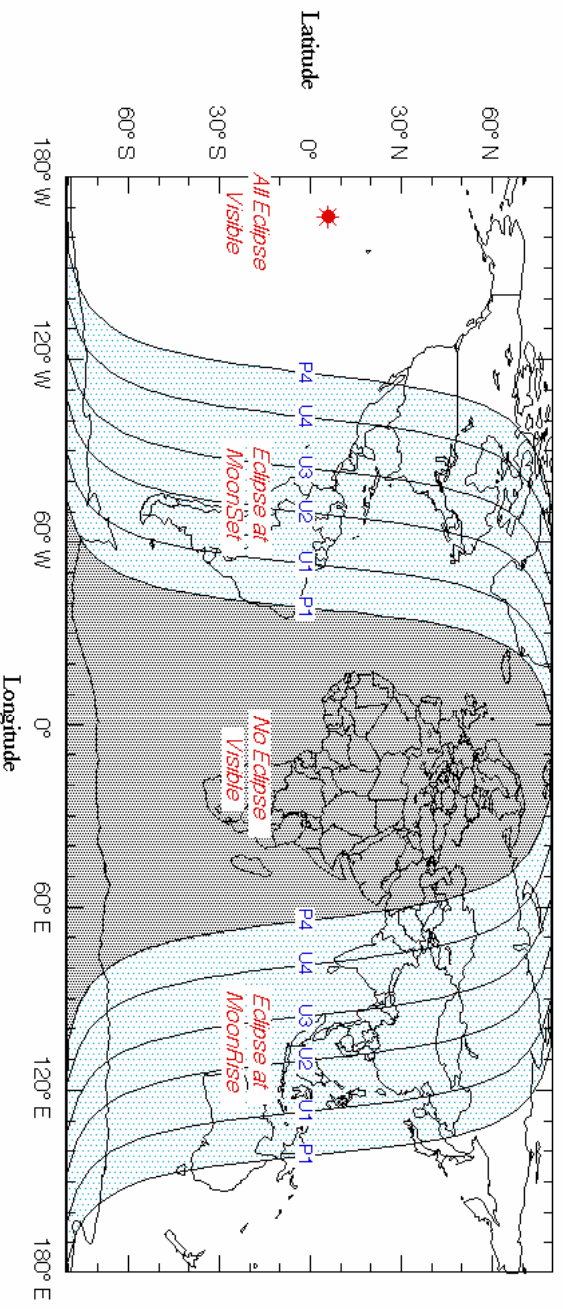 Latitude
60° N
30° N
0°
30° S
60° S
All Eclipse
Visible
P4
U4
U3
U2
U1
P1
Eclipse at
MoonSet
No Eclipse
Visible
P4
U4
U3
U2
U1
P1
Eclipse at
MoonRise
180° W
120° W
60° W
0°
60° E
120° E
180° E
Longitude